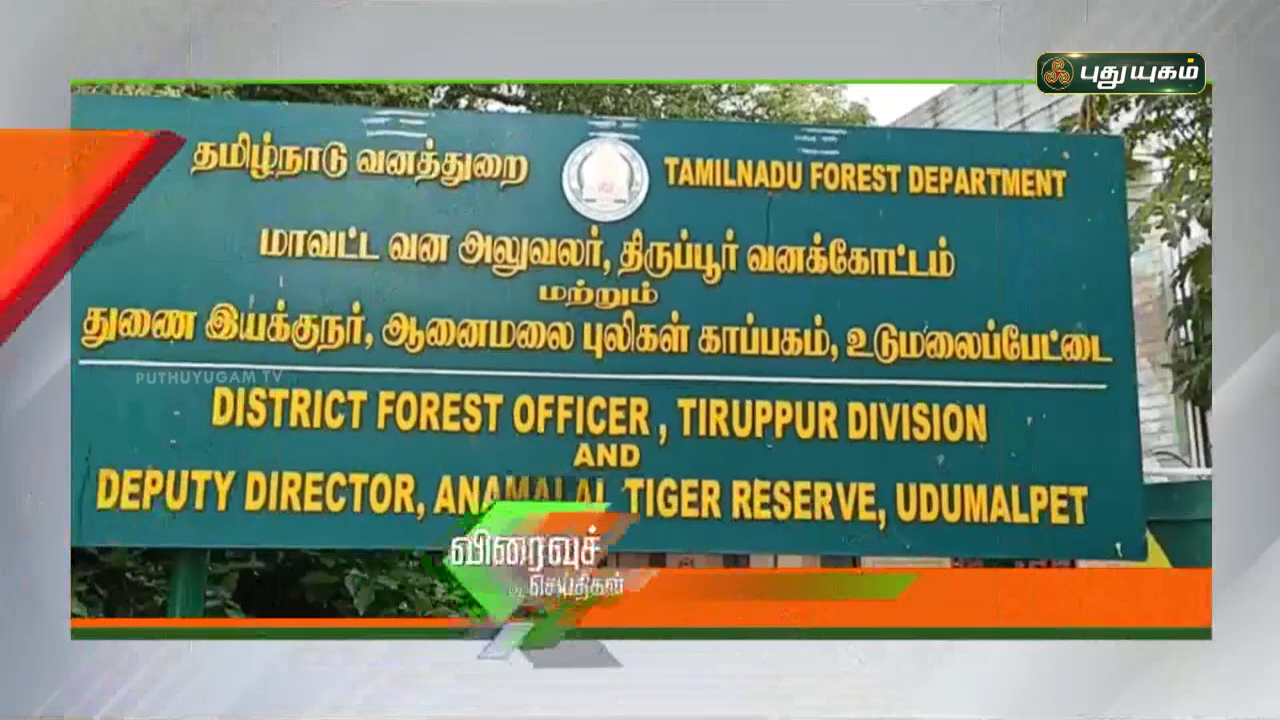 புதுயுகம்
தமிழ்நாடு வனத்துறை TAMILNADU FOREST DEPARTMENT
மாவட்ட வன அலுவலர், திருப்பூர் வனக்கோட்டம்
மற்றும்
துணை இயக்குநர், ஆனைமலை புலிகள் காப்பகம், உடுமலைப்பேட்டை
PUTHUYUGAM TV
DISTRICT FOREST OFFICER , TIRUPPUR DIVISION
AND
DEPUTY DIRECTOR, ANAMALAI TIGER RESERVE, UDUMALPET
விரைவுச்
செய்திகள்